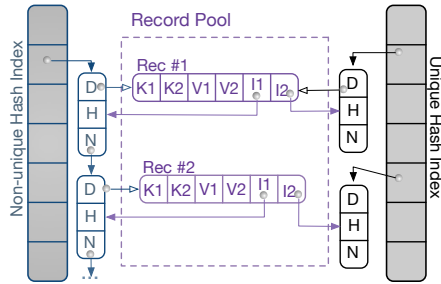 Record Pool
Non-unique Hash Index
Unique Hash Index
Rec #1
D
H
N
K1 K2 V1 V2 I1 I2
D
H
N
Rec #2
D
H
N
K1 K2 V1 V2 I1 I2
D
H
N
...